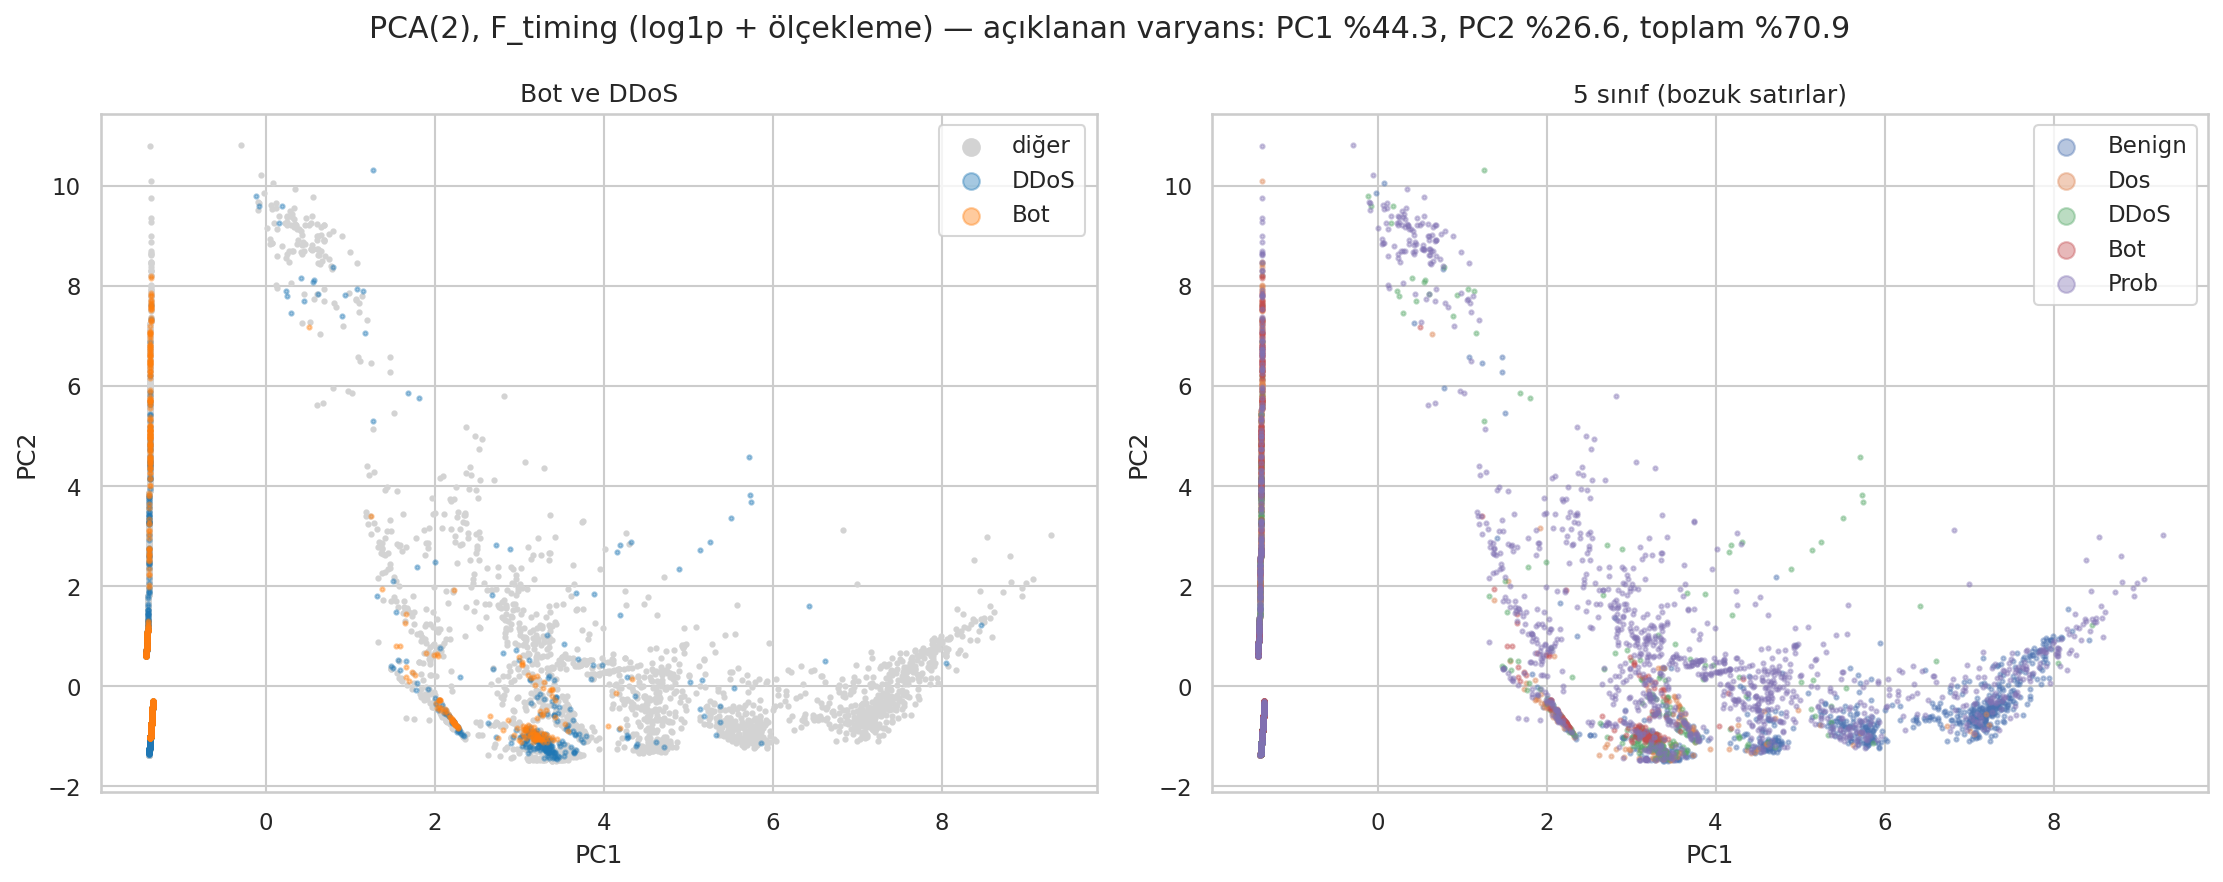 PCA(2), F_timing (log1p + ölçekleme) — açıklanan varyans: PC1 %44.3, PC2 %26.6, toplam %70.9
Bot ve DDoS
diğer
DDoS
Bot
10
8
6
4
2
0
−2
PC2
0
2
4
6
8
PC1
5 sınıf (bozuk satırlar)
Benign
Dos
DDoS
Bot
Prob
10
8
6
4
2
0
−2
PC2
0
2
4
6
8
PC1